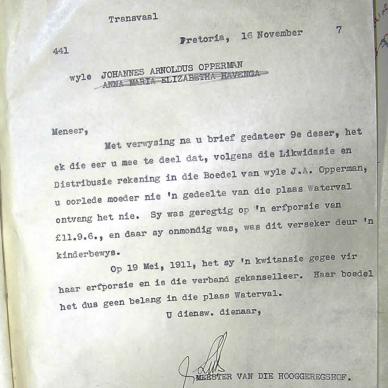 Transvaal
Pretoria, 16 November 7
441
wyle JOHANNES ARNOLDUS OPPERMAN
ANNA MARIA ELIZABETHA HAVENGA
Meneer,
Met verwysing na u brief gedateer 9e deser, het
ek die eer u mee te deel dat, volgens die Likwidasie en
Distribusie rekening in die Boedel van wyle J.A. Opperman,
u oorlede moeder nie 'n gedeelte van die plaas Waterval
ontvang het nie. Sy was geregtig op 'n erfporsie van
£11.9.6., en daar sy onmondig was, was dit verseker deur 'n
kinderbewys.
Op 19 Mei, 1911, het sy 'n kwitansie gegee vir
haar erfporsie en is die verband gekanselleer. Haar boedel
het dus geen belang in die plaas Waterval.
U diensw. dienaar,
MEESTER VAN DIE HOOGGEREGSHOF.